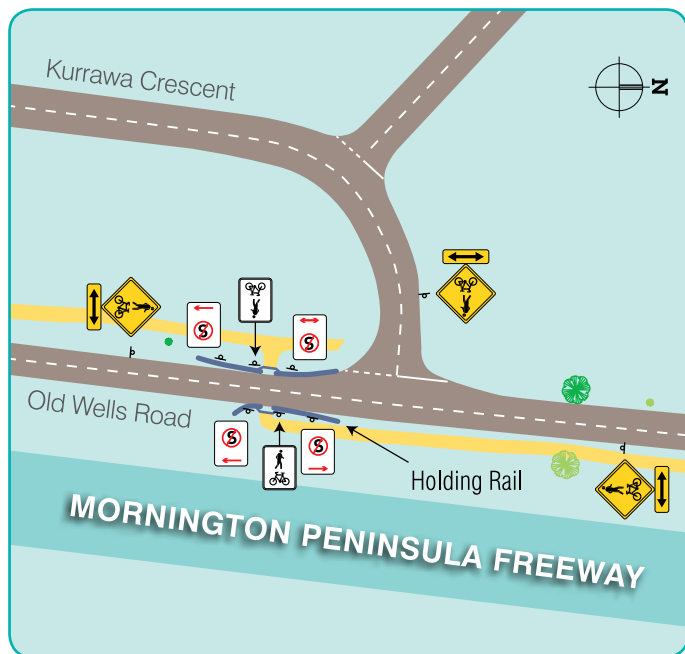 Kurrawa Crescent
N
S
S
Old Wells Road
S
S
Holding Rail
MORNINGTON PENINSULA FREEWAY